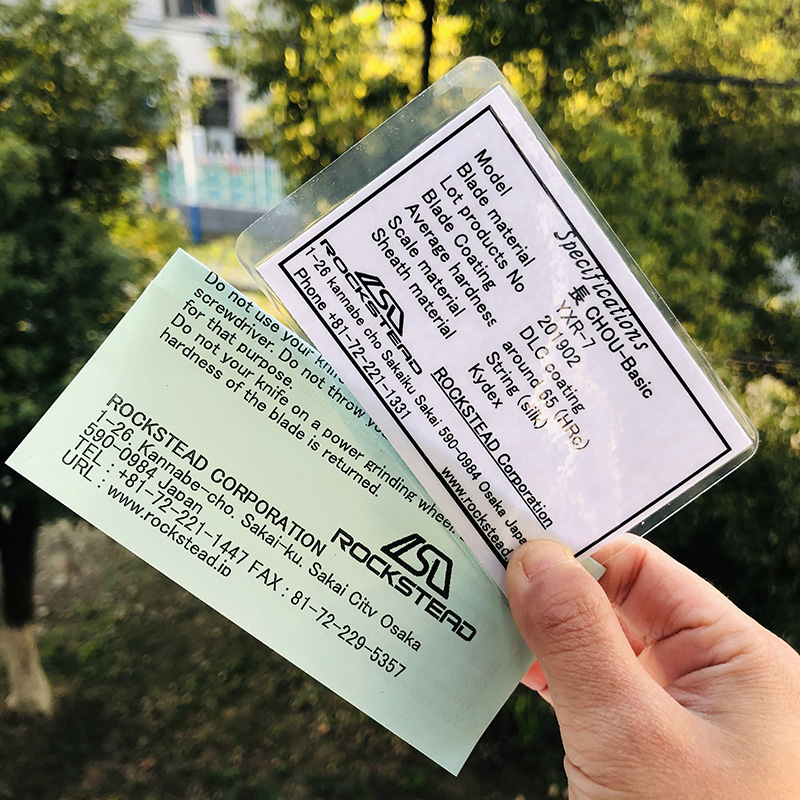 Specifications
Model 長 CHOU-Basic
Blade material YXR-7
Lot products No 201902
Blade Coating DLC coating
Average hardness around 65 (HRc)
Scale material String (silk)
Sheath material Kydex
ROCKSTEAD
ROCKSTEAD Corporation
1-26 Kannabe cho Sakaiku Sakai 590-0984 Osaka Japa
Phone +81-72-221-1331 www.rockstead
Do not use your knife
screwdriver. Do not throw you
for that purpose.
Do not your knife on a power grinding wheel.
hardness of the blade is returned.
ROCKSTEAD CORPORATION
1-26, Kannabe-cho. Sakai-ku. Sakai City Osaka
590-0984 Japan
TEL : +81-72-221-1447 FAX : 81-72-229-5357
URL : www.rockstead.jp
ROCKSTEAD